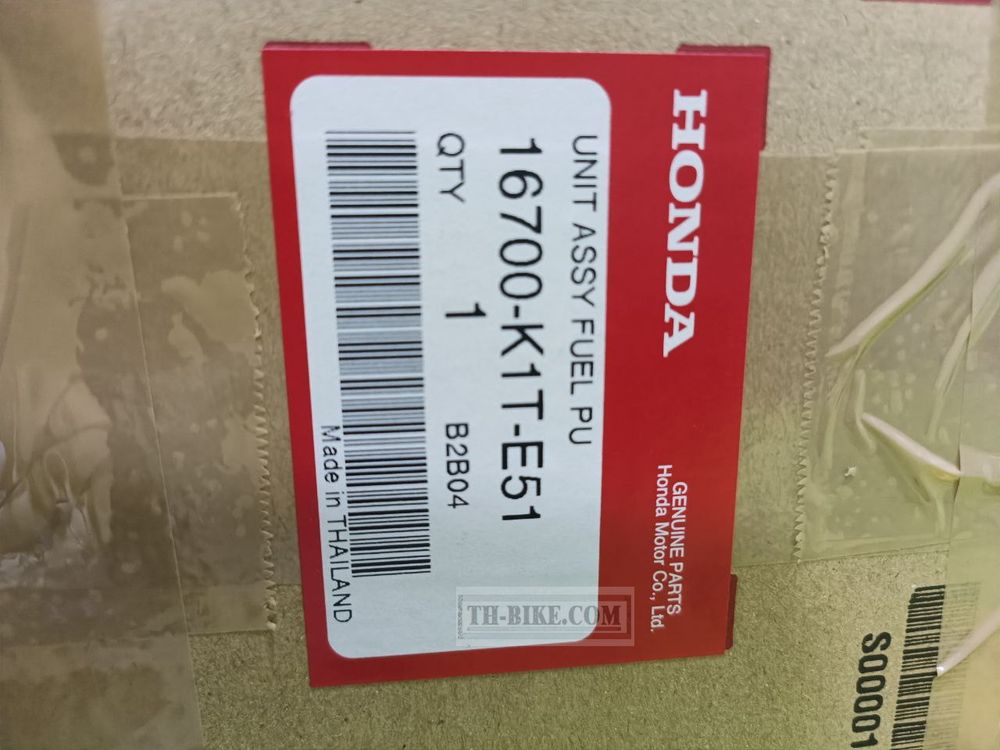 HONDA
GENUINE PARTS
Honda Motor Co., Ltd.
UNIT ASSY FUEL PU
16700-K1T-E51
QTY 1 B2B04
Made in THAILAND
TH-BIKE.COM
S00001